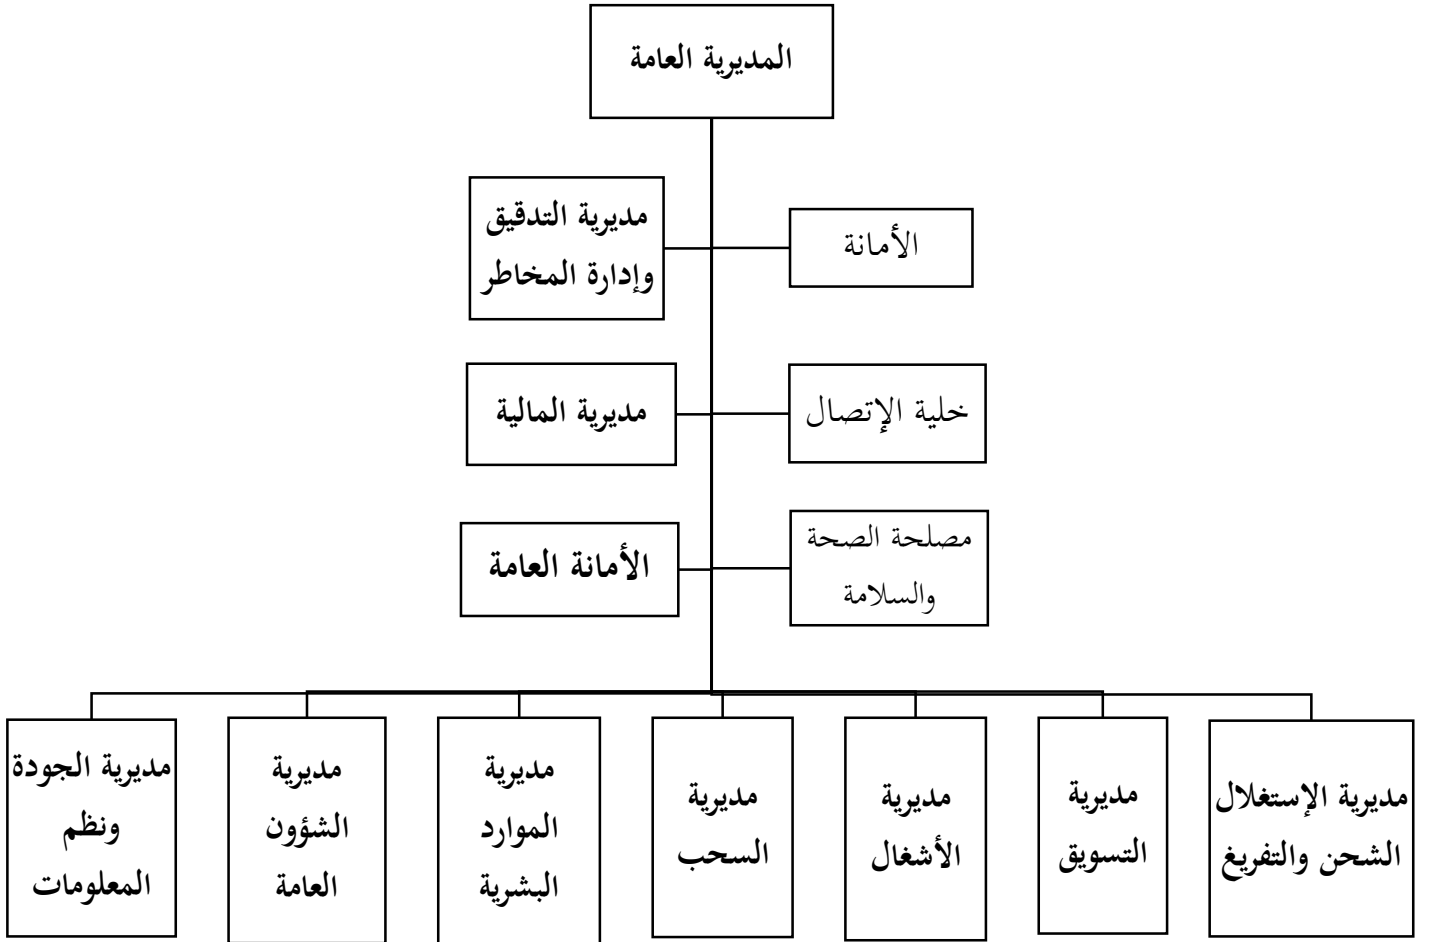 المديرية العامة
الأمانة
مديرية التدقيق
وإدارة المخاطر
خلية الإتصال
مديرية المالية
مصلحة الصحة
والسلامة
الأمانة العامة
مديرية الإستغلال
الشحن والتفريغ
مديرية
التسويق
مديرية
الأشغال
مديرية
السحب
مديرية
الموارد
البشرية
مديرية
الشؤون
العامة
مديرية الجودة
ونظم
المعلومات